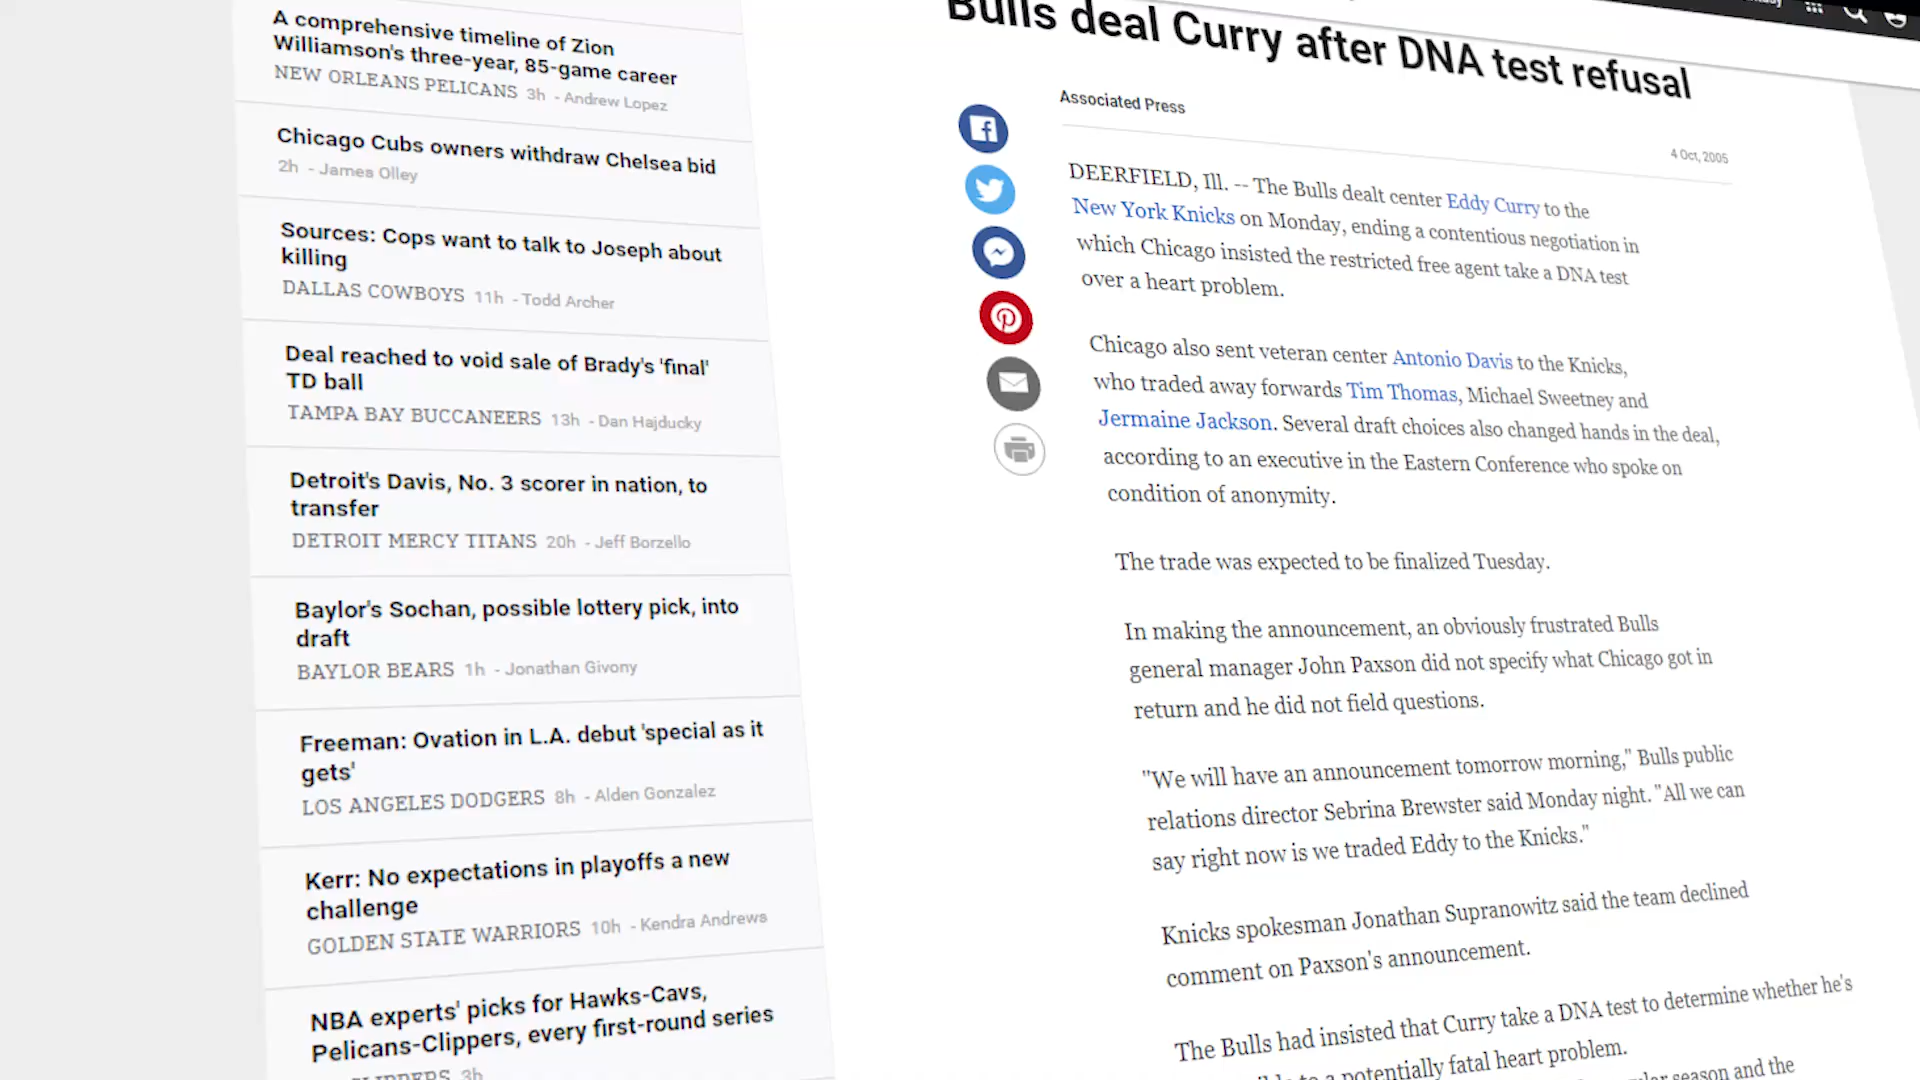 A comprehensive timeline of Zion
Williamson's three-year, 85-game career
NEW ORLEANS PELICANS 3h - Andrew Lopez
Chicago Cubs owners withdraw Chelsea bid
2h - James Olley
Sources: Cops want to talk to Joseph about
killing
DALLAS COWBOYS 11h - Todd Archer
Deal reached to void sale of Brady's 'final'
TD ball
TAMPA BAY BUCCANEERS 13h - Dan Hajducky
Detroit's Davis, No. 3 scorer in nation, to
transfer
DETROIT MERCY TITANS 20h - Jeff Borzello
Baylor's Sochan, possible lottery pick, into
draft
BAYLOR BEARS 1h - Jonathan Givony
Freeman: Ovation in L.A. debut 'special as it
gets'
LOS ANGELES DODGERS 8h - Alden Gonzalez
Kerr: No expectations in playoffs a new
challenge
GOLDEN STATE WARRIORS 10h - Kendra Andrews
NBA experts' picks for Hawks-Cavs,
Pelicans-Clippers, every first-round series
3h
Bulls deal Curry after DNA test refusal
Associated Press
4 Oct, 2005
DEERFIELD, Ill. -- The Bulls dealt center Eddy Curry to the
New York Knicks on Monday, ending a contentious negotiation in
which Chicago insisted the restricted free agent take a DNA test
over a heart problem.
Chicago also sent veteran center Antonio Davis to the Knicks,
who traded away forwards Tim Thomas, Michael Sweetney and
Jermaine Jackson. Several draft choices also changed hands in the deal,
according to an executive in the Eastern Conference who spoke on
condition of anonymity.
The trade was expected to be finalized Tuesday.
In making the announcement, an obviously frustrated Bulls
general manager John Paxson did not specify what Chicago got in
return and he did not field questions.
"We will have an announcement tomorrow morning," Bulls public
relations director Sebrina Brewster said Monday night. "All we can
say right now is we traded Eddy to the Knicks."
Knicks spokesman Jonathan Supranowitz said the team declined
comment on Paxson's announcement.
The Bulls had insisted that Curry take a DNA test to determine whether he's
to a potentially fatal heart problem.
season and the